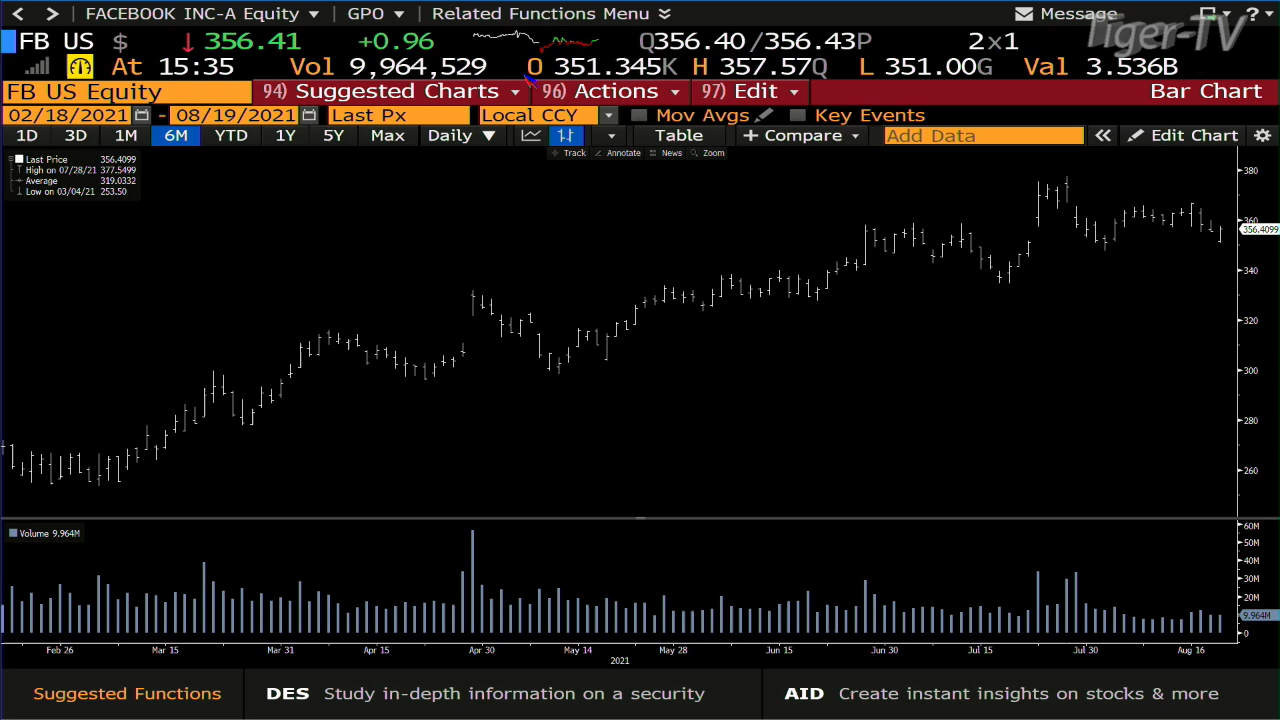 FACEBOOK INC-A Equity GPO Related Functions Menu Message ?
Tiger-TV
FB US $ 356.41 +0.96 Q356.40/356.43P 2x1
At 15:35 Vol 9,964,529 O 351.345K H 357.57Q L 351.00G Val 3.536B
FB US Equity 94) Suggested Charts 96) Actions 97) Edit Bar Chart
02/18/2021 - 08/19/2021 Last Px Local CCY Mov Avgs Key Events
1D 3D 1M 6M YTD 1Y 5Y Max Daily Table + Compare Add Data Edit Chart
Track Annotate News Zoom
Last Price 356.4099
High on 07/28/21 377.5499
Average 319.0332
Low on 03/04/21 253.50
380
360
356.4099
340
320
300
280
260
Volume 9.964M
60M
50M
40M
30M
20M
9.964M
0
Feb 26 Mar 15 Mar 31 Apr 15 Apr 30 May 14 May 28 Jun 15 Jun 30 Jul 15 Jul 30 Aug 16
2021
Suggested Functions DES Study in-depth information on a security AID Create instant insights on stocks & more